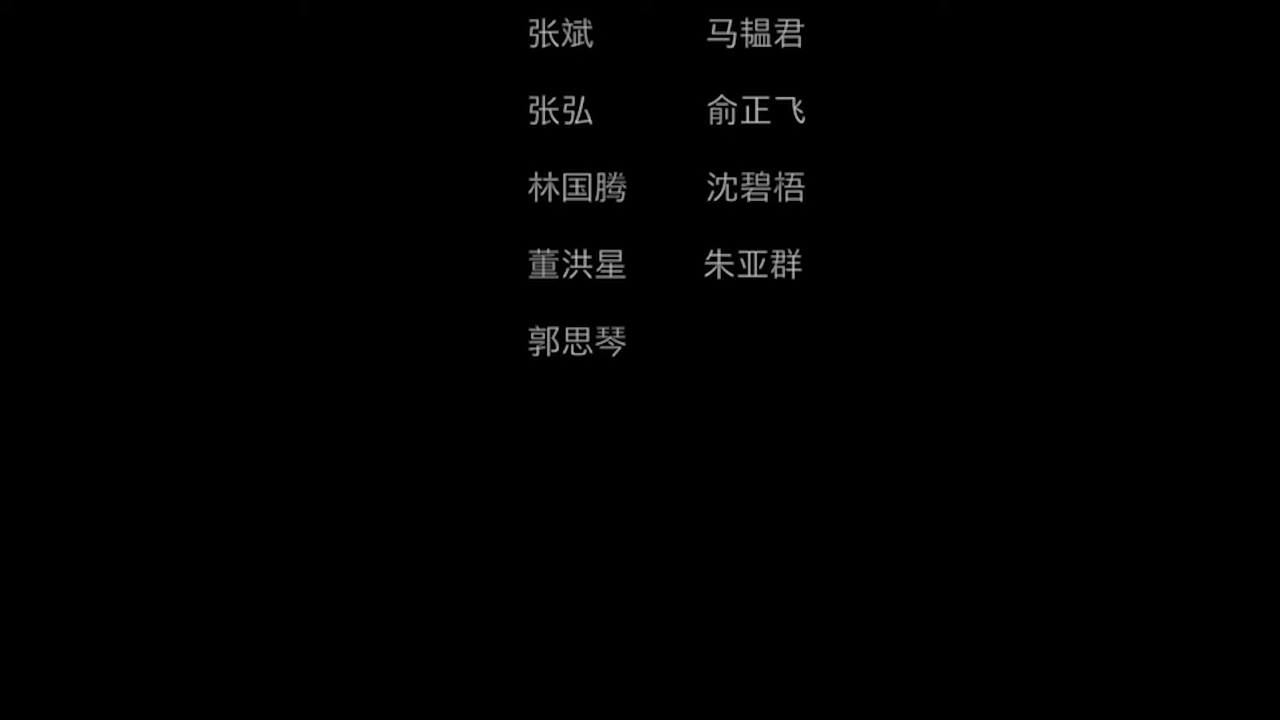 张斌 马韫君
张弘 俞正飞
林国腾 沈碧梧
董洪星 朱亚群
郭思琴